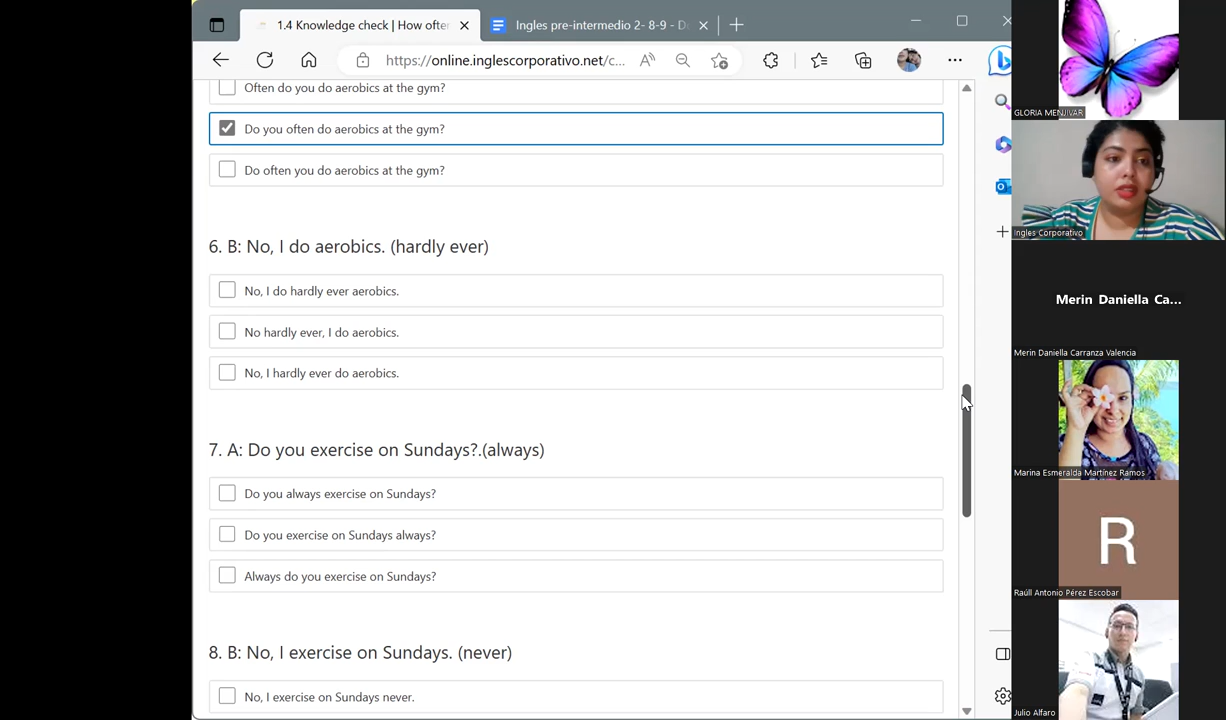 1.4 Knowledge check | How ofte
Ingles pre-intermedio 2- 8-9 - D
https://online.inglescorporativo.net/c...
Often do you do aerobics at the gym?
Do you often do aerobics at the gym?
Do often you do aerobics at the gym?
6. B: No, I do aerobics. (hardly ever)
No, I do hardly ever aerobics.
No hardly ever, I do aerobics.
No, I hardly ever do aerobics.
7. A: Do you exercise on Sundays?.(always)
Do you always exercise on Sundays?
Do you exercise on Sundays always?
Always do you exercise on Sundays?
8. B: No, I exercise on Sundays. (never)
No, I exercise on Sundays never.
GLORIA MENJIVAR
Ingles Corporativo
Merin Daniella Ca...
Merin Daniella Carranza Valencia
Marina Esmeralda Martínez Ramos
R
Raúll Antonio Pérez Escobar
Julio Alfaro